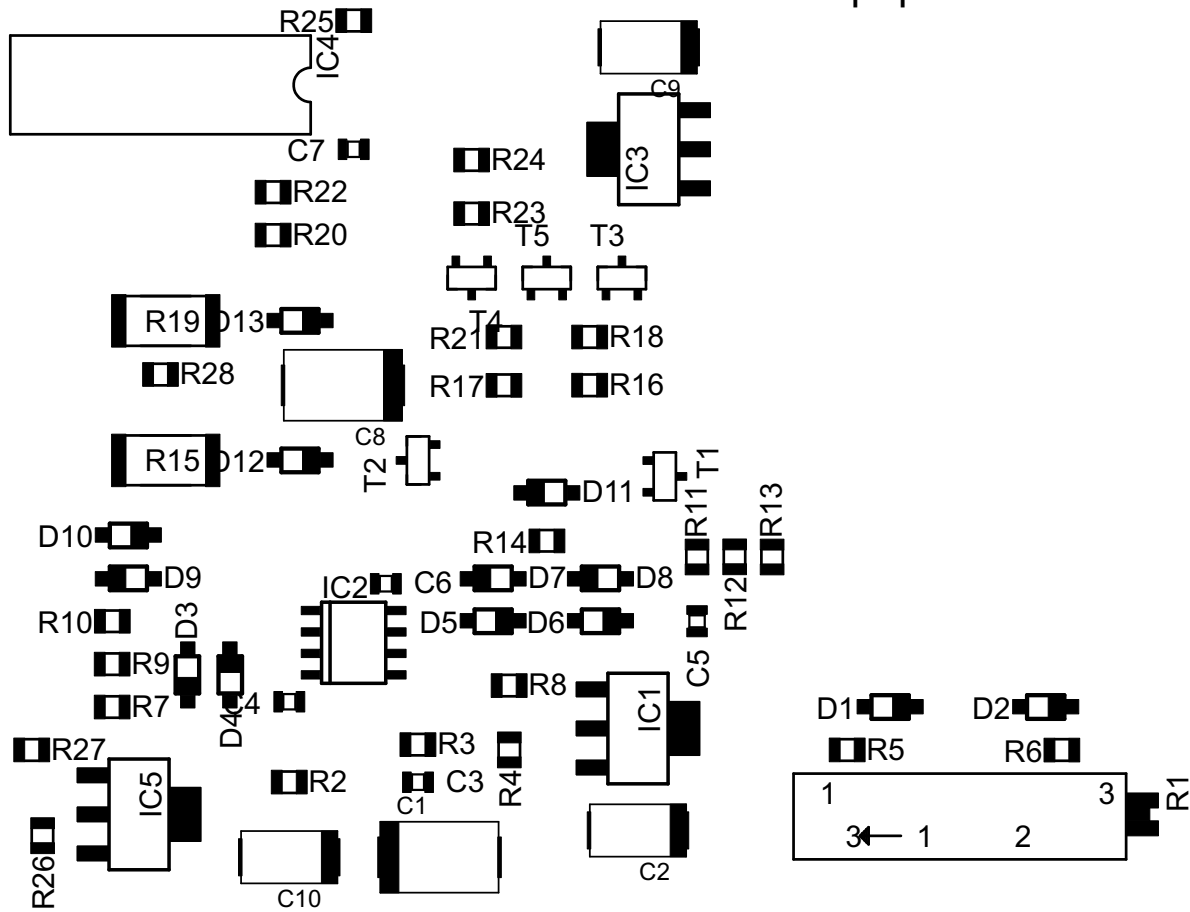 R25
IC4
C9
C7
R24
IC3
R22
R23
R20
T5
T3
R19
D13
T4
R21
R18
R28
R17
R16
C8
R15
D12
T2
T1
D11
R11
R13
D10
R14
D9
IC2
C6
D7
D8
R12
R10
D3
D5
D6
R9
C5
R8
R7
C4
D4
IC1
D1
D2
R27
R3
R4
R5
R6
R2
C3
IC5
C1
1
3
R1
3
1
2
R26
C10
C2